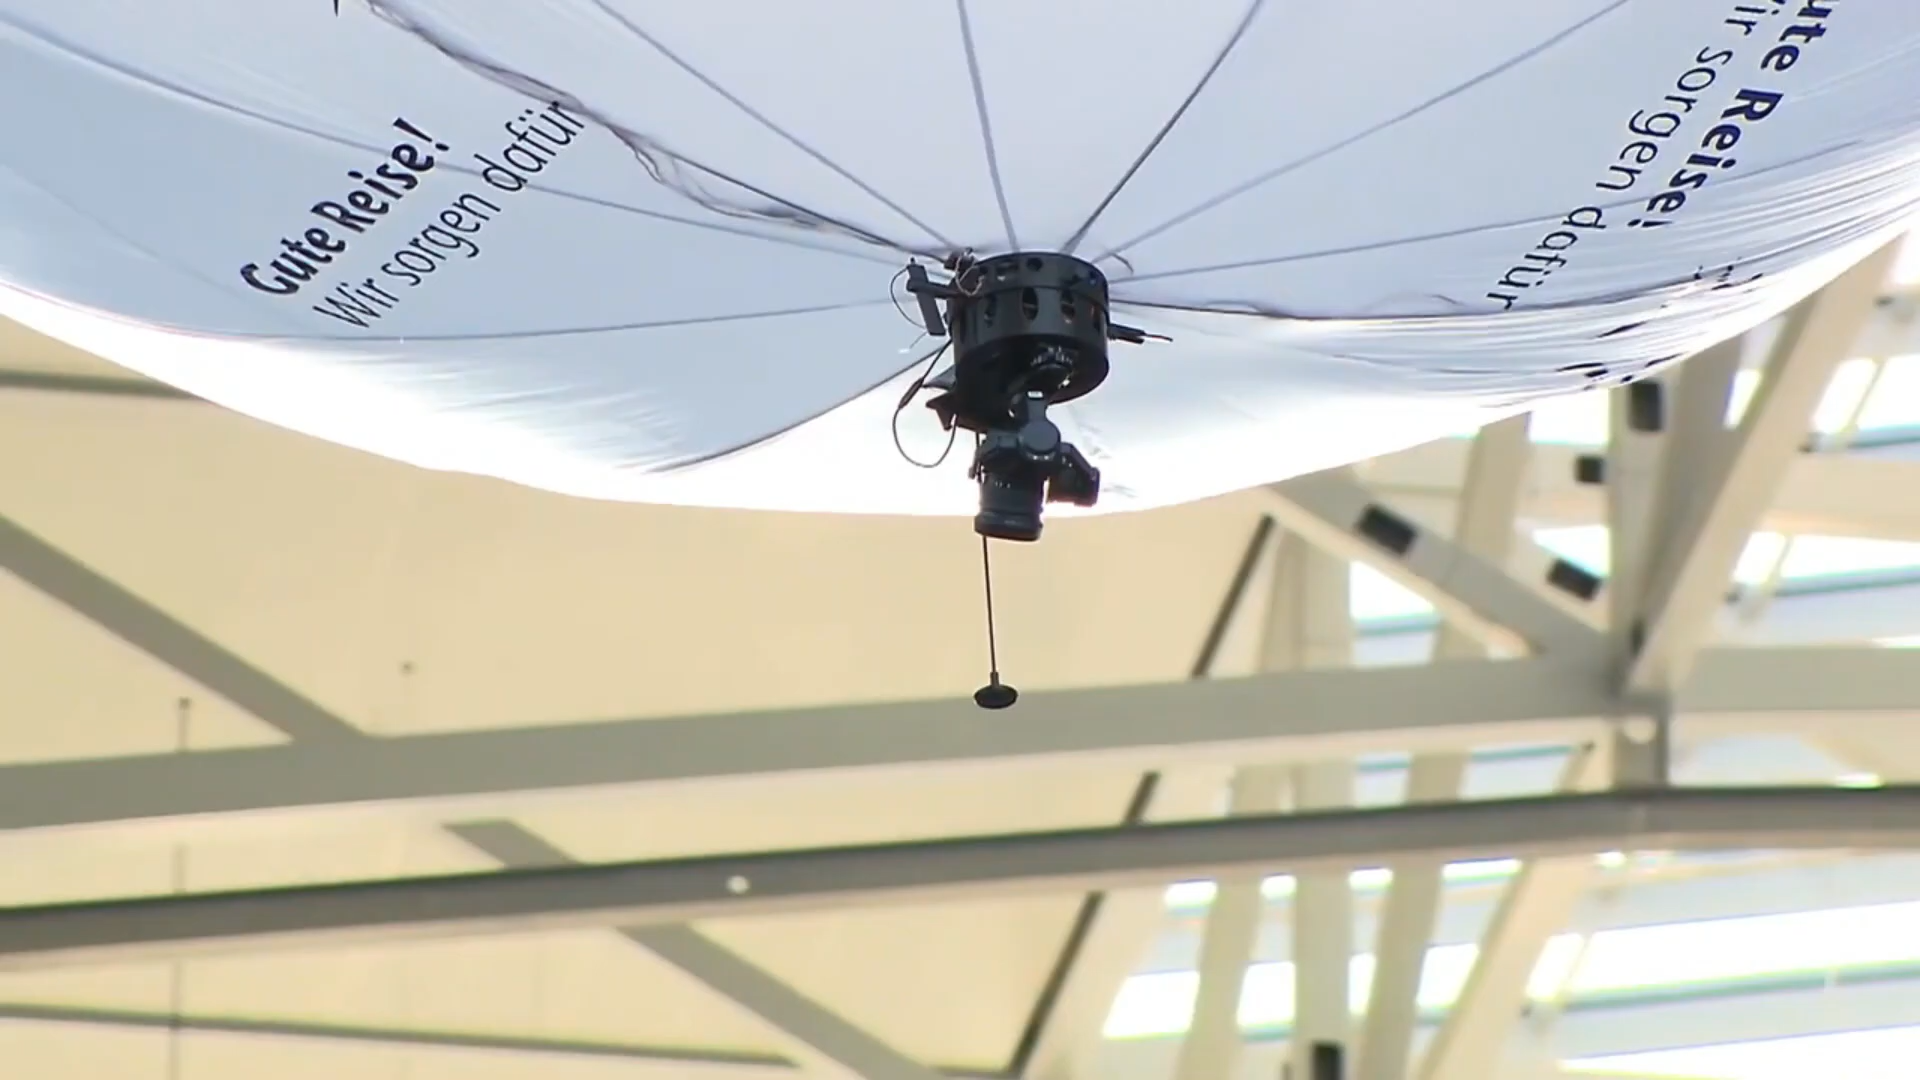 Gute Reise!
Wir sorgen dafür
ute Reise!
ir sorgen dafür